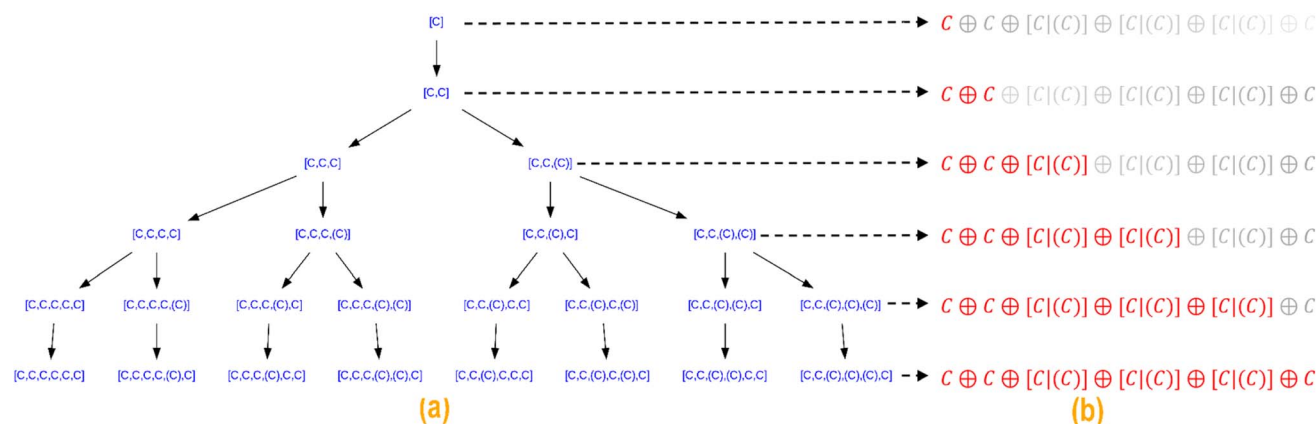 [C] C ⊕ C ⊕ [C|(C)] ⊕ [C|(C)] ⊕ [C|(C)] ⊕ C
[C,C] C ⊕ C ⊕ [C|(C)] ⊕ [C|(C)] ⊕ [C|(C)] ⊕ C
[C,C,C] [C,C,(C)] C ⊕ C ⊕ [C|(C)] ⊕ [C|(C)] ⊕ [C|(C)] ⊕ C
[C,C,C,C] [C,C,C,(C)] [C,C,(C),C] [C,C,(C),(C)] C ⊕ C ⊕ [C|(C)] ⊕ [C|(C)] ⊕ [C|(C)] ⊕ C
[C,C,C,C,C] [C,C,C,C,(C)] [C,C,C,(C),C] [C,C,C,(C),(C)] [C,C,(C),C,C] [C,C,(C),C,(C)] [C,C,(C),(C),C] [C,C,(C),(C),(C)] C ⊕ C ⊕ [C|(C)] ⊕ [C|(C)] ⊕ [C|(C)] ⊕ C
[C,C,C,C,C,C] [C,C,C,C,(C),C] [C,C,C,(C),C,C] [C,C,C,(C),(C),C] [C,C,(C),C,C,C] [C,C,(C),C,(C),C] [C,C,(C),(C),C,C] [C,C,(C),(C),(C),C] C ⊕ C ⊕ [C|(C)] ⊕ [C|(C)] ⊕ [C|(C)] ⊕ C
(a) (b)